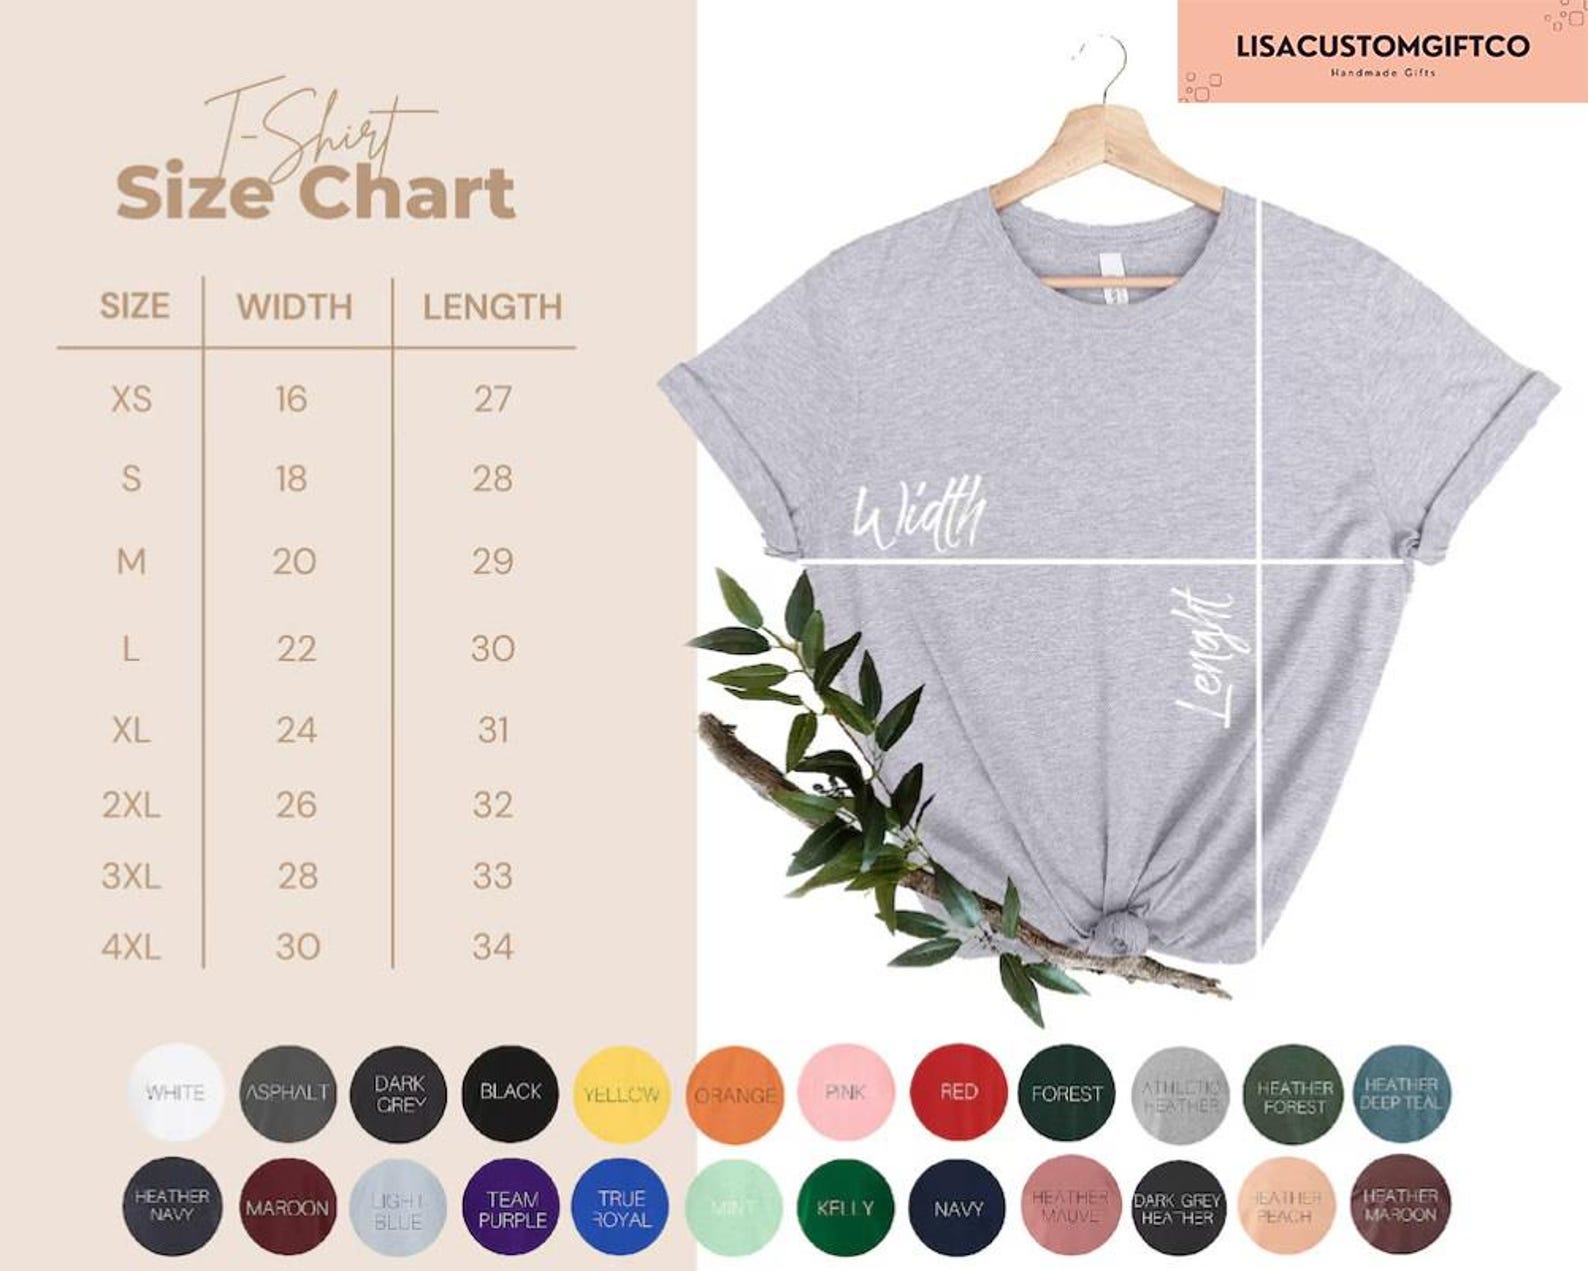 LISACUSTOMGIFTCO
Handmade Gifts
T-Shirt
Size Chart
SIZE WIDTH LENGTH
XS 16 27
S 18 28
M 20 29
L 22 30
XL 24 31
2XL 26 32
3XL 28 33
4XL 30 34
Width
Lenght
WHITE
ASPHALT
DARK
GREY
BLACK
YELLOW
ORANGE
PINK
RED
FOREST
ATHLETIC
HEATHER
HEATHER
FOREST
HEATHER
DEEP TEAL
HEATHER
NAVY
MAROON
LIGHT
BLUE
TEAM
PURPLE
TRUE
ROYAL
MINT
KELLY
NAVY
HEATHER
MAUVE
DARK GREY
HEATHER
HEATHER
PEACH
HEATHER
MAROON